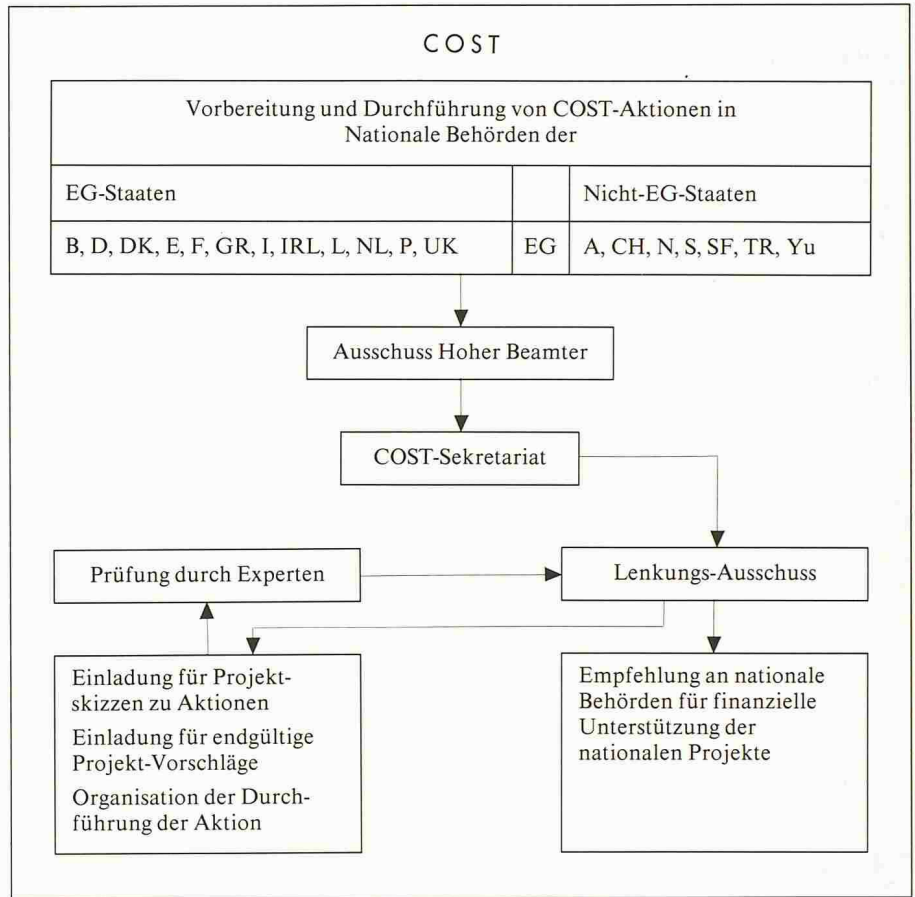 COST
Vorbereitung und Durchführung von COST-Aktionen in
Nationale Behörden der
EG-Staaten
Nicht-EG-Staaten
B, D, DK, E, F, GR, I, IRL, L, NL, P, UK
EG
A, CH, N, S, SF, TR, Yu
Ausschuss Hoher Beamter
COST-Sekretariat
Prüfung durch Experten
Lenkungs-Ausschuss
Einladung für Projekt-
skizzen zu Aktionen
Einladung für endgültige
Projekt-Vorschläge
Organisation der Durch-
führung der Aktion
Empfehlung an nationale
Behörden für finanzielle
Unterstützung der
nationalen Projekte